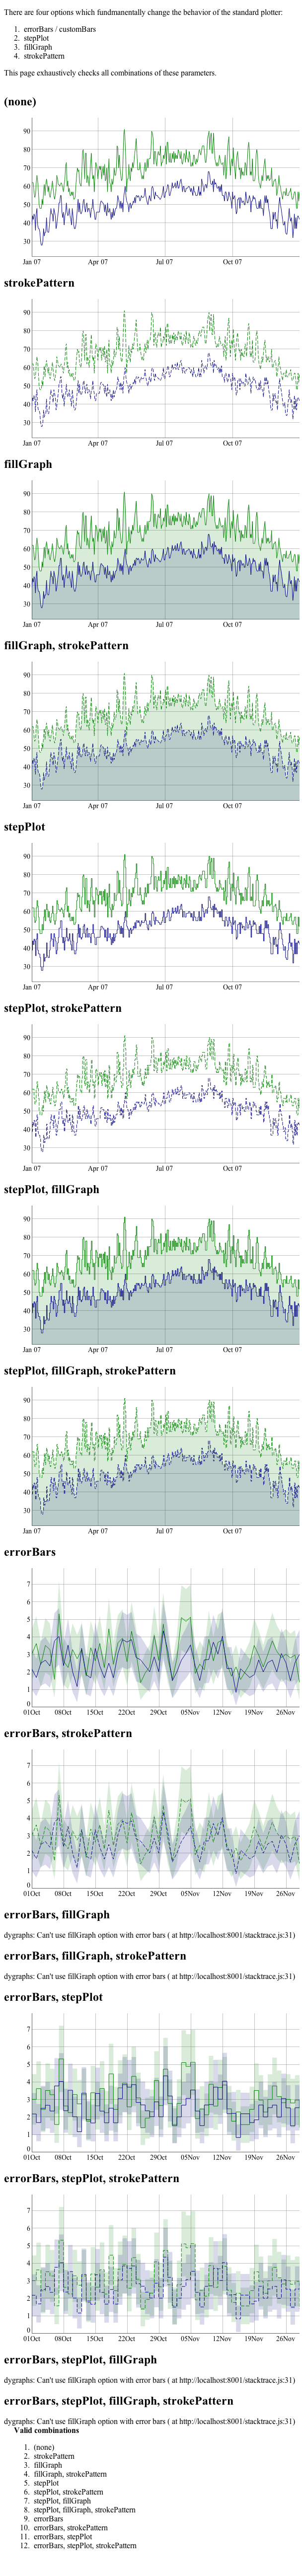 There are four options which fundmanentally change the behavior of the standard plotter:
1. errorBars / customBars
2. stepPlot
3. fillGraph
4. strokePattern
This page exhaustively checks all combinations of these parameters.
(none)
90
80
70
60
50
40
30
Jan 07 Apr 07 Jul 07 Oct 07
strokePattern
90
80
70
60
50
40
30
Jan 07 Apr 07 Jul 07 Oct 07
fillGraph
90
80
70
60
50
40
30
Jan 07 Apr 07 Jul 07 Oct 07
fillGraph, strokePattern
90
80
70
60
50
40
30
Jan 07 Apr 07 Jul 07 Oct 07
stepPlot
90
80
70
60
50
40
30
Jan 07 Apr 07 Jul 07 Oct 07
stepPlot, strokePattern
90
80
70
60
50
40
30
Jan 07 Apr 07 Jul 07 Oct 07
stepPlot, fillGraph
90
80
70
60
50
40
30
Jan 07 Apr 07 Jul 07 Oct 07
stepPlot, fillGraph, strokePattern
90
80
70
60
50
40
30
Jan 07 Apr 07 Jul 07 Oct 07
errorBars
7
6
5
4
3
2
1
0
01Oct 08Oct 15Oct 22Oct 29Oct 05Nov 12Nov 19Nov 26Nov
errorBars, strokePattern
7
6
5
4
3
2
1
0
01Oct 08Oct 15Oct 22Oct 29Oct 05Nov 12Nov 19Nov 26Nov
errorBars, fillGraph
dygraphs: Can't use fillGraph option with error bars ( at http://localhost:8001/stacktrace.js:31)
errorBars, fillGraph, strokePattern
dygraphs: Can't use fillGraph option with error bars ( at http://localhost:8001/stacktrace.js:31)
errorBars, stepPlot
7
6
5
4
3
2
1
0
01Oct 08Oct 15Oct 22Oct 29Oct 05Nov 12Nov 19Nov 26Nov
errorBars, stepPlot, strokePattern
7
6
5
4
3
2
1
0
01Oct 08Oct 15Oct 22Oct 29Oct 05Nov 12Nov 19Nov 26Nov
errorBars, stepPlot, fillGraph
dygraphs: Can't use fillGraph option with error bars ( at http://localhost:8001/stacktrace.js:31)
errorBars, stepPlot, fillGraph, strokePattern
dygraphs: Can't use fillGraph option with error bars ( at http://localhost:8001/stacktrace.js:31)
Valid combinations
1. (none)
2. strokePattern
3. fillGraph
4. fillGraph, strokePattern
5. stepPlot
6. stepPlot, strokePattern
7. stepPlot, fillGraph
8. stepPlot, fillGraph, strokePattern
9. errorBars
10. errorBars, strokePattern
11. errorBars, stepPlot
12. errorBars, stepPlot, strokePattern